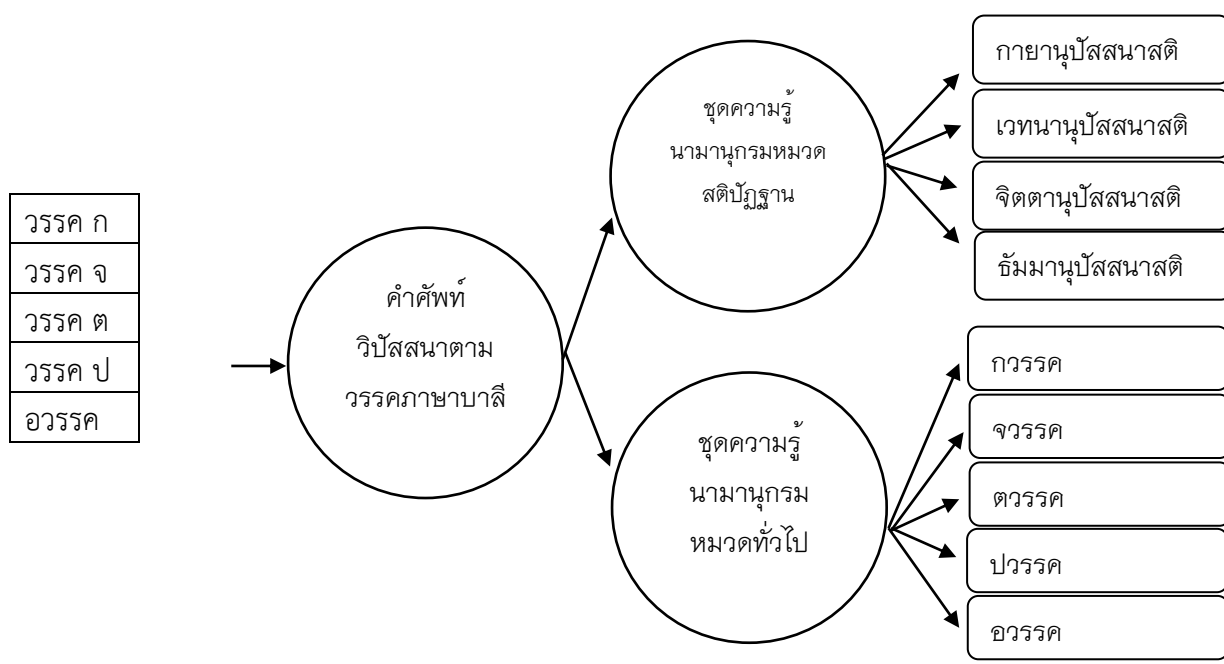 วรรค ก
วรรค จ
วรรค ต
วรรค ป
อวรรค
คำศัพท์
วิปัสสนาตาม
วรรคภาษาบาลี
ชุดความรู้
นามานุกรมหมวด
สติปัฏฐาน
กายานุปัสสนาสติ
เวทนานุปัสสนาสติ
จิตตานุปัสสนาสติ
ธัมมานุปัสสนาสติ
ชุดความรู้
นามานุกรม
หมวดทั่วไป
กวรรค
จวรรค
ตวรรค
ปวรรค
อวรรค